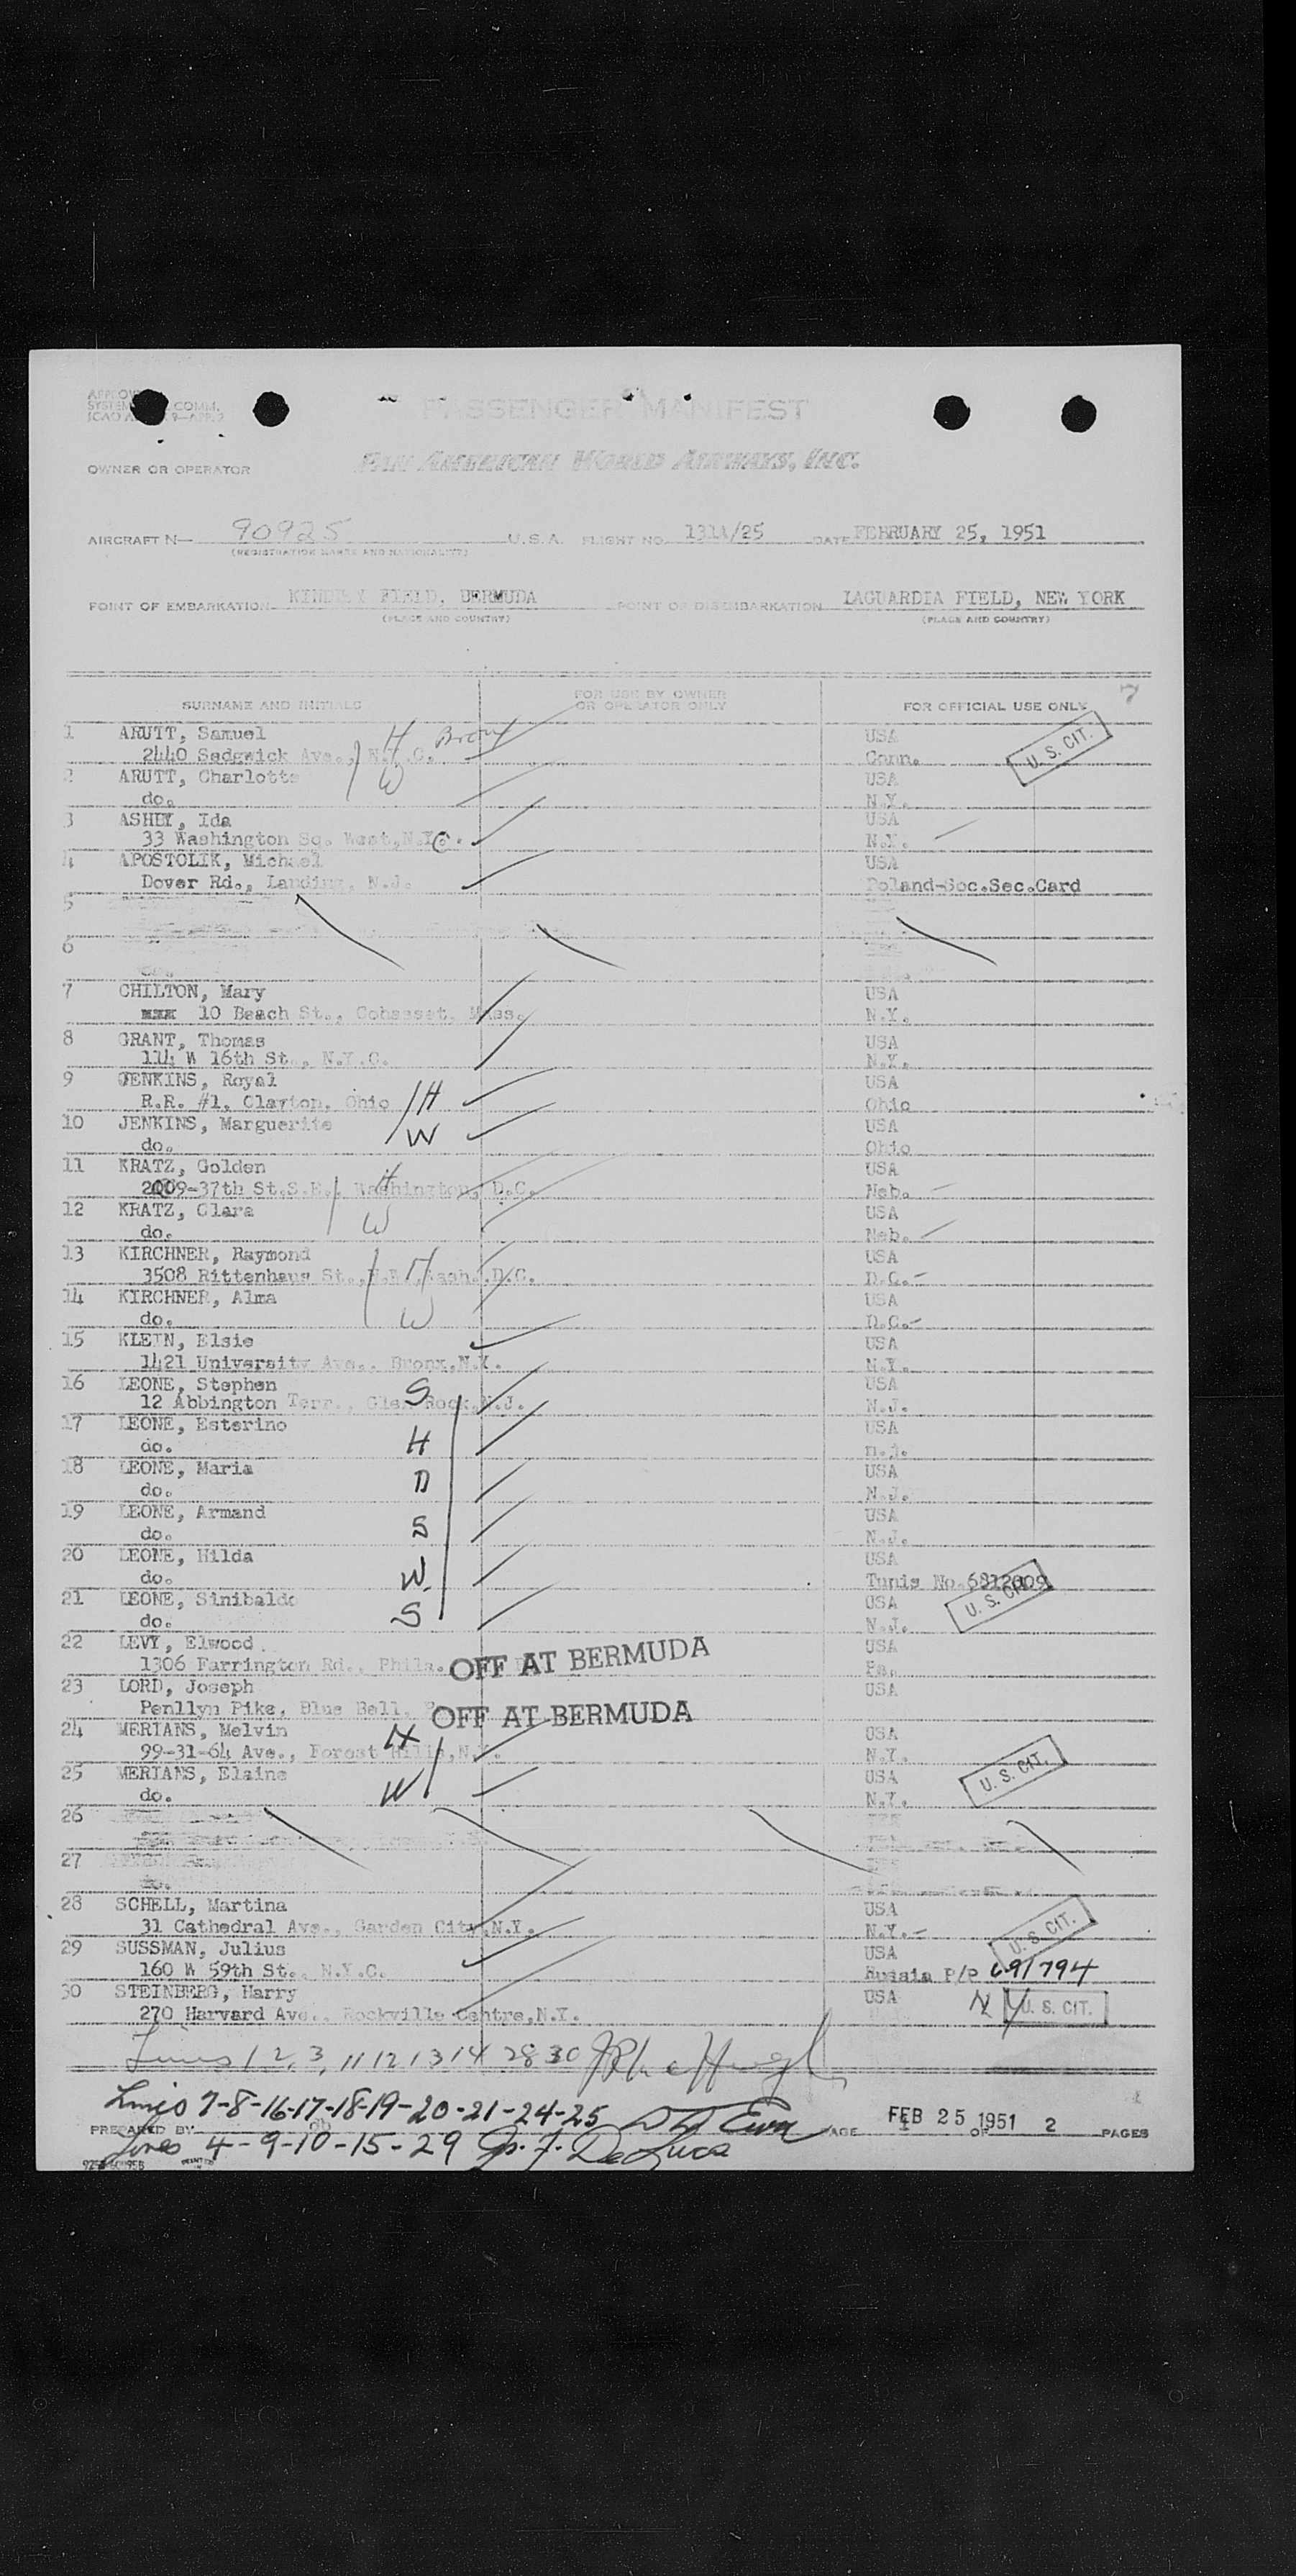 PASSENGER MANIFEST
OWNER OR OPERATOR PAN AMERICAN WORLD AIRWAYS, INC.
AIRCRAFT N— 90925 U.S.A. FLIGHT NO. 131A/25 DATE FEBRUARY 25, 1951
(REGISTRATION MARKS AND NATIONALITY)
POINT OF EMBARKATION KINDLEY FIELD, BERMUDA POINT OF DISEMBARKATION LAGUARDIA FIELD, NEW YORK
(PLACE AND COUNTRY) (PLACE AND COUNTRY)
7
SURNAME AND INITIALS FOR USE BY OWNER OR OPERATOR ONLY FOR OFFICIAL USE ONLY
1 ARUTT, Samuel H Bronx USA
2440 Sedgwick Ave., N.Y.C. Conn. U. S. CIT.
2 ARUTT, Charlotte W USA
do. N.Y.
3 ASHEY, Ida USA
33 Washington Sq. West, N.Y.C. N.Y.
4 APOSTOLIK, Michael USA
Dover Rd., Landing, N.J. Poland-Soc.Sec.Card
5
6
do.
7 CHILTON, Mary USA
xxx 10 Beach St., Cohasset, Mass. N.Y.
8 GRANT, Thomas USA
114 W 16th St., N.Y.C. N.Y.
9 JENKINS, Royal USA
R.R. #1, Clayton, Ohio H Ohio
10 JENKINS, Marguerite USA
do. W Ohio
11 KRATZ, Golden H USA
2009-37th St.S.E., Washington, D.C. Neb.
12 KRATZ, Clara W USA
do. Neb.
13 KIRCHNER, Raymond H USA
3508 Rittenhaus St., N.W., Wash. D.C. D.C.
14 KIRCHNER, Alma W USA
do. D.C.
15 KLEIN, Elsie USA
1421 University Ave., Bronx, N.Y. N.Y.
16 LEONE, Stephen S USA
12 Abbington Terr., Glen Rock, N.J. N.J.
17 LEONE, Esterino H USA
do. n.j.
18 LEONE, Maria D USA
do. N.J.
19 LEONE, Armand S USA
do. N.J.
20 LEONE, Hilda W USA
do. Tunis No. 6812009
21 LEONE, Sinibaldo S USA U. S. CIT.
do. N.J.
22 LEVY, Elwood USA
1306 Farrington Rd., Phila. OFF AT BERMUDA Pa.
23 LORD, Joseph USA
Penllyn Pike, Blue Bell, OFF AT BERMUDA
24 MERIANS, Melvin H USA
99-31-64 Ave., Forest Hills, N.Y. N.Y. U. S. CIT.
25 MERIANS, Elaine W USA
do. N.Y.
26
27
do.
28 SCHELL, Martina USA
31 Cathedral Ave., Garden City, N.Y. N.Y. U. S. CIT.
29 SUSSMAN, Julius USA
160 W 59th St., N.Y.C. Russia P/P 691794
30 STEINBERG, Harry USA NY U. S. CIT.
270 Harvard Ave., Rockville Centre, N.Y.
Lines 1 2, 3, 11 12 13 14 28 30
Lines 7-8-16-17-18-19-20-21-24-25
PREPARED BY PAGE 1 OF 2 PAGES FEB 25 1951
Lines 4-9-10-15-29